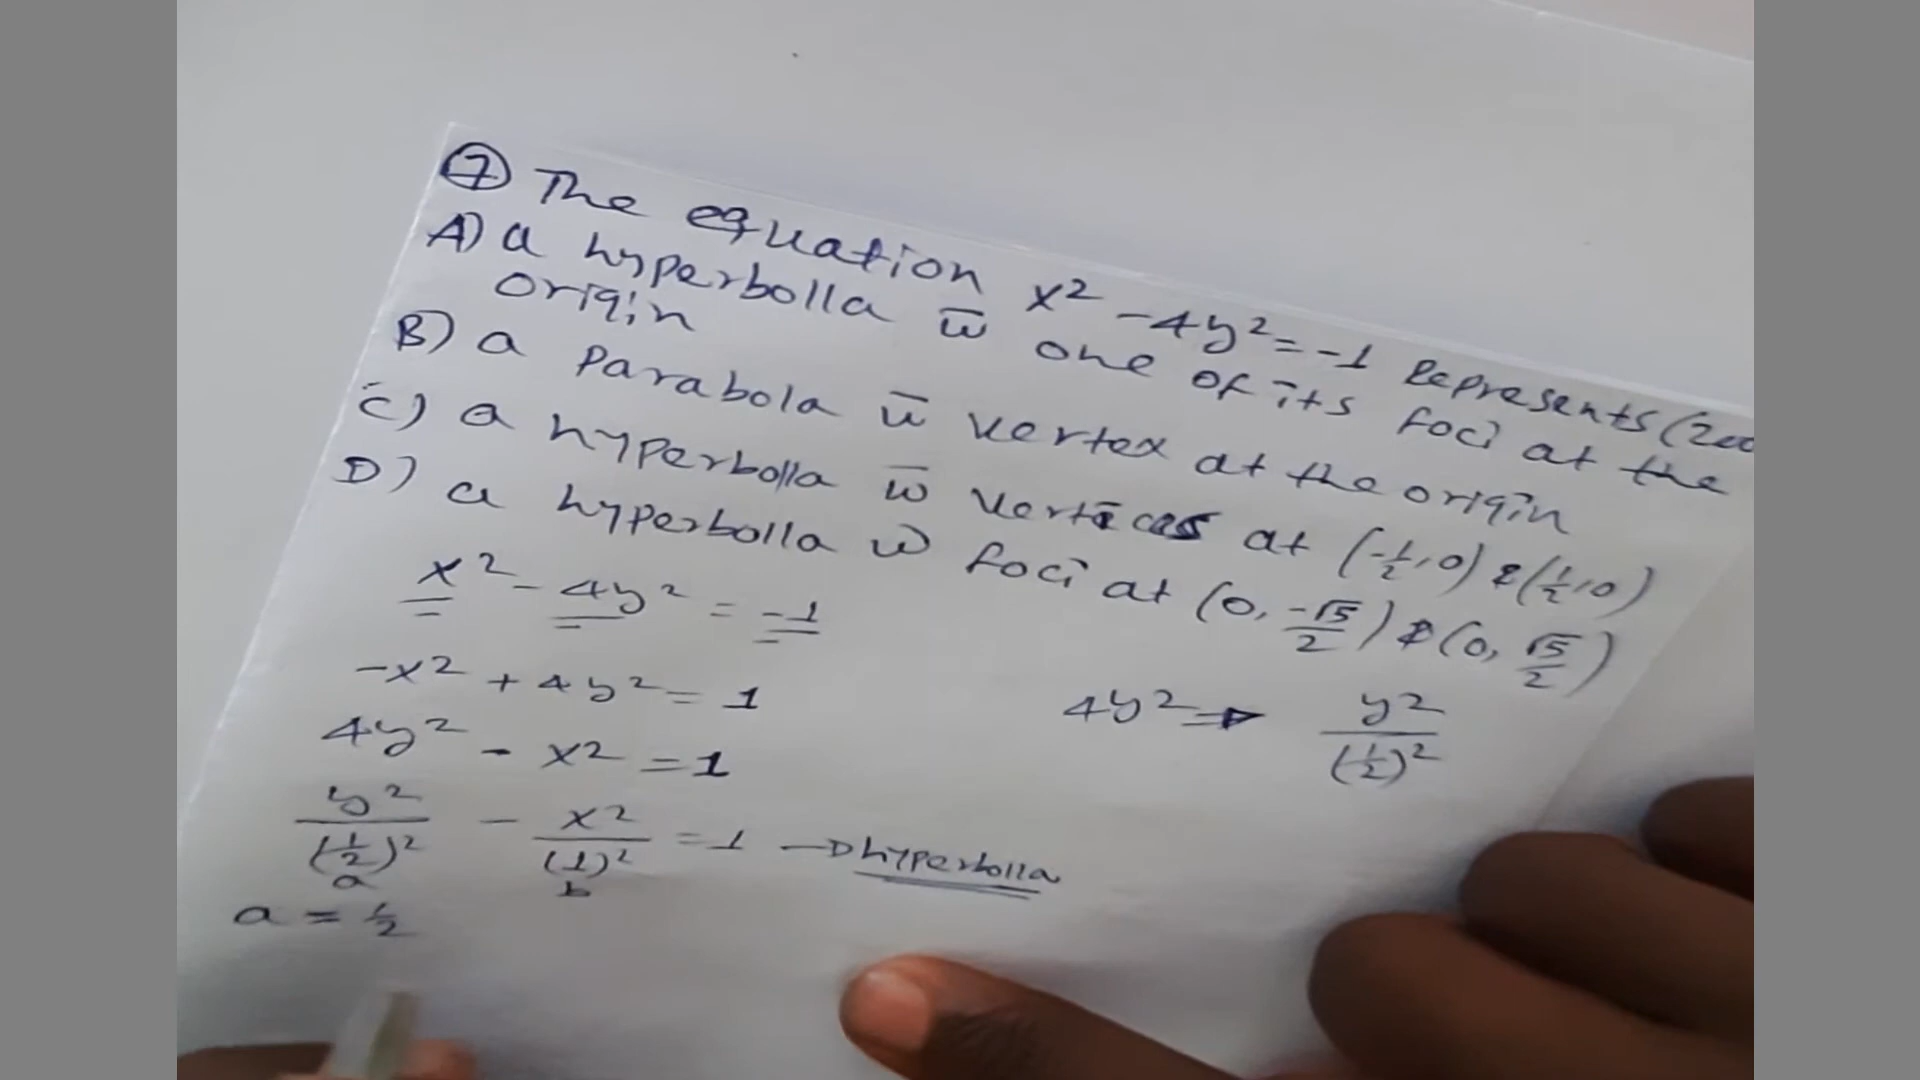 ⑦ The equation x² - 4y² = -1 Represents (200
A) a hyperbolla w̅ one of its foci at the
origin
B) a Parabola w̅ vertex at the origin
C) a hyperbolla w̅ vertices at (-1/2, 0) & (1/2, 0)
D) a hyperbolla w̅ foci at (0, -√5/2) & (0, √5/2)
x² - 4y² = -1
-x² + 4y² = 1
4y² ⇒ y²/(1/2)²
4y² - x² = 1
y²/(1/2)² - x²/(1)² = 1 → hyperbolla
a b
a = 1/2